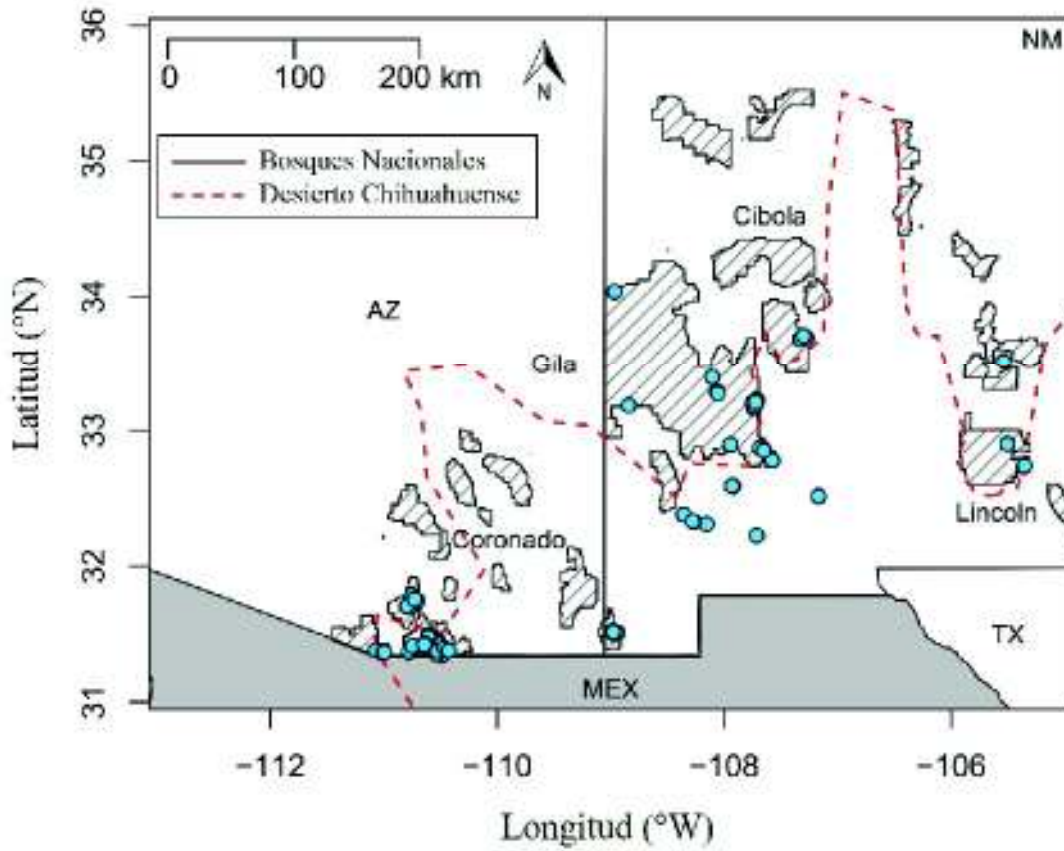 36
35
34
33
32
31
Latitud (°N)
0 100 200 km
N
NM
Bosques Nacionales
Desierto Chihuahuense
Cibola
AZ
Gila
Coronado
Lincoln
TX
MEX
−112 −110 −108 −106
Longitud (°W)